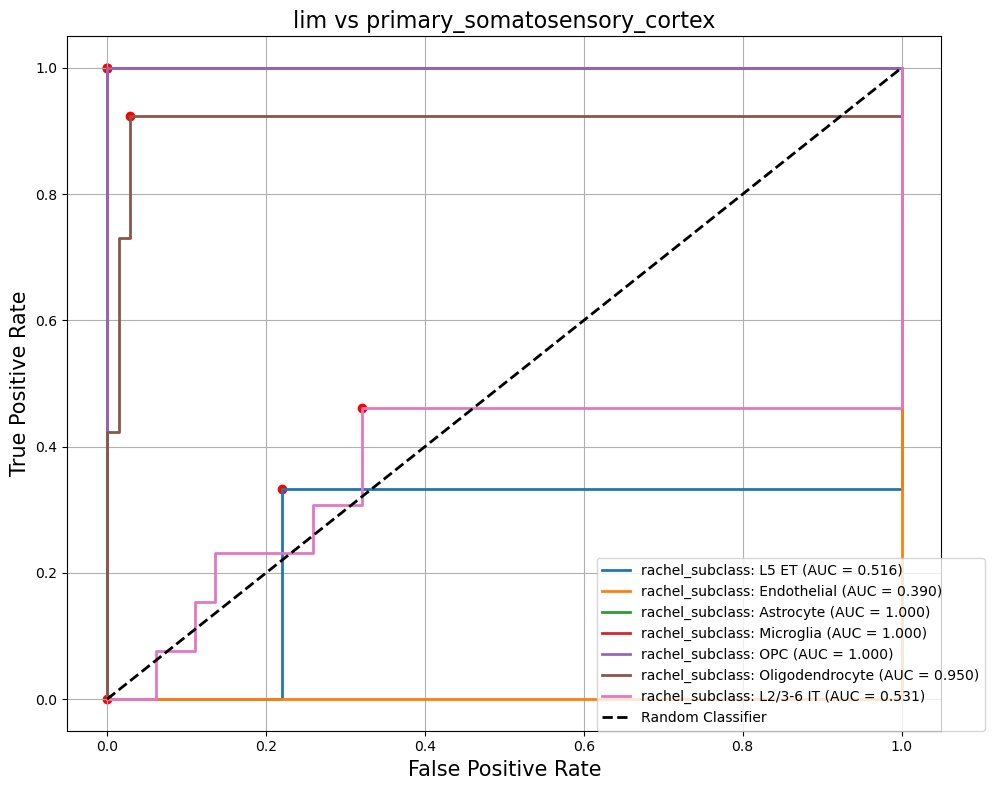 lim vs primary_somatosensory_cortex
True Positive Rate
1.0
0.8
0.6
0.4
0.2
0.0
rachel_subclass: L5 ET (AUC = 0.516)
rachel_subclass: Endothelial (AUC = 0.390)
rachel_subclass: Astrocyte (AUC = 1.000)
rachel_subclass: Microglia (AUC = 1.000)
rachel_subclass: OPC (AUC = 1.000)
rachel_subclass: Oligodendrocyte (AUC = 0.950)
rachel_subclass: L2/3-6 IT (AUC = 0.531)
Random Classifier
0.0 0.2 0.4 0.6 0.8 1.0
False Positive Rate